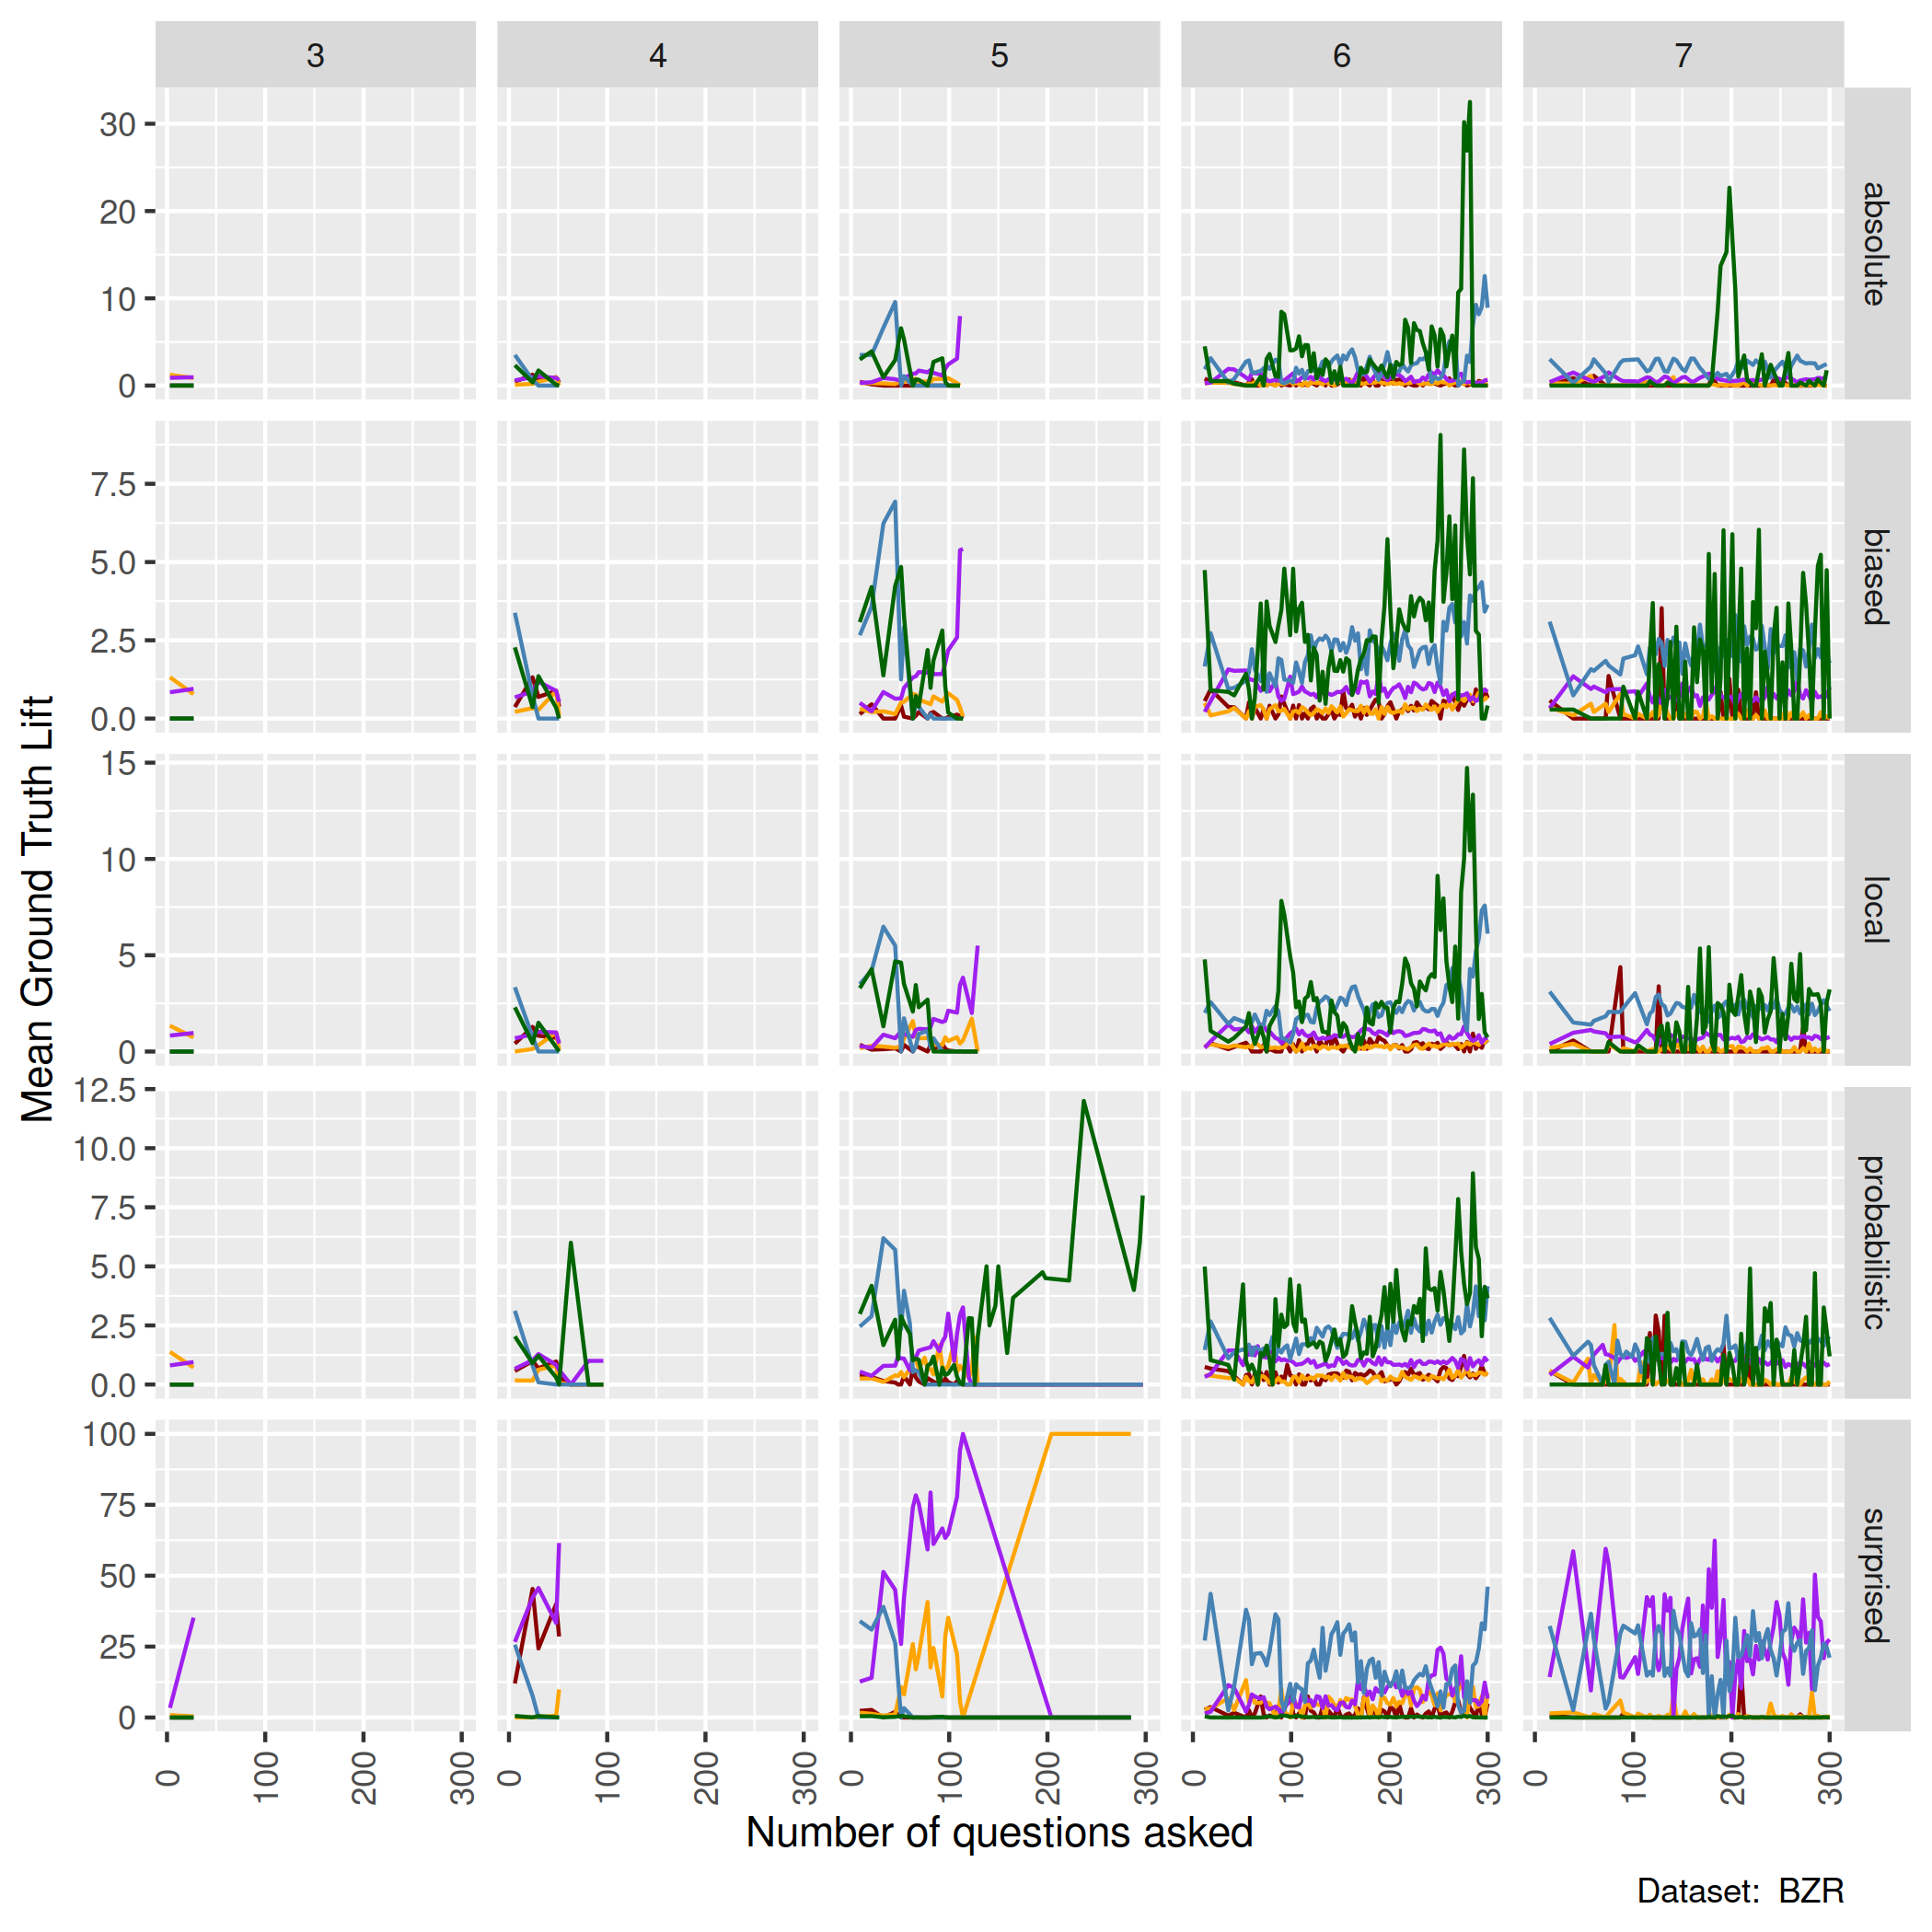 3 4 5 6 7
30
20
10
0
absolute
7.5
5.0
2.5
0.0
biased
15
10
5
0
local
12.5
10.0
7.5
5.0
2.5
0.0
probabilistic
100
75
50
25
0
surprised
Mean Ground Truth Lift
0 100 200 300 0 100 200 300 0 100 200 300 0 100 200 300 0 100 200 300
Number of questions asked
Dataset: BZR